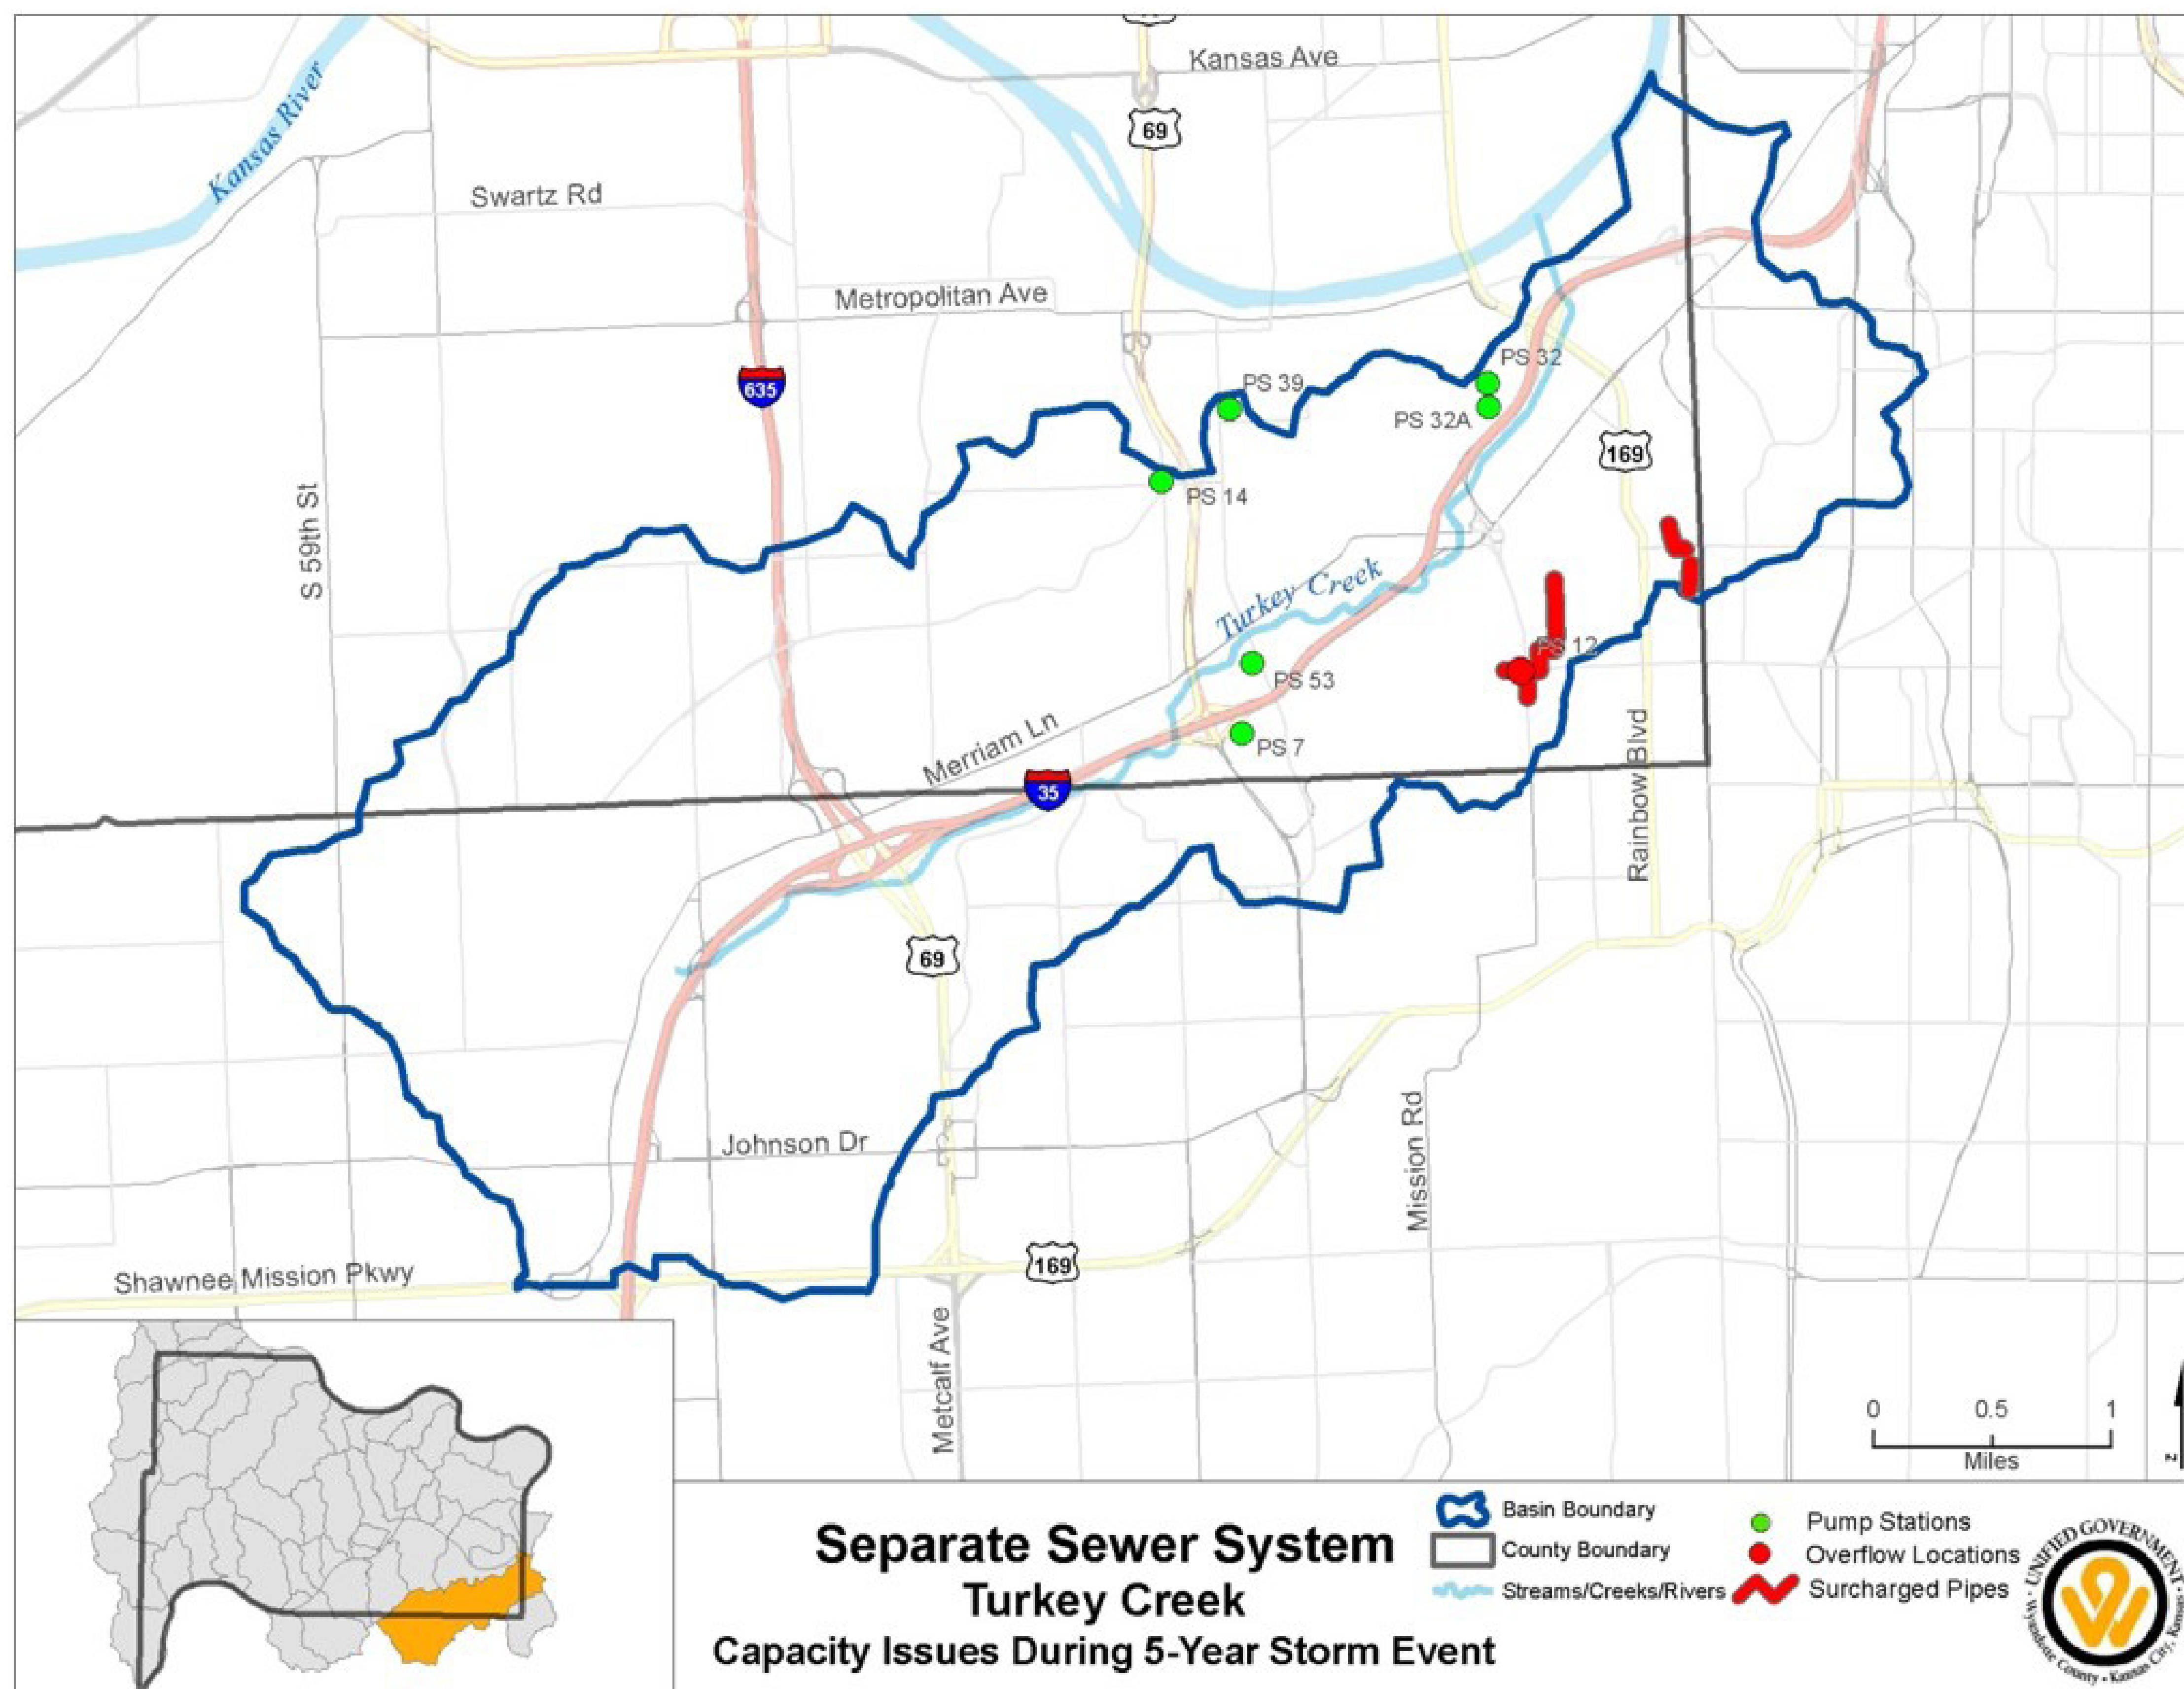 Kansas Ave
Kansas River
69
Swartz Rd
Metropolitan Ave
PS 32
635
PS 39
PS 32A
169
PS 14
S 59th St
Turkey Creek
PS 12
PS 53
Merriam Ln
PS 7
35
Rainbow Blvd
69
Johnson Dr
Mission Rd
Shawnee Mission Pkwy
169
Metcalf Ave
0 0.5 1
Miles
z
Separate Sewer System
Turkey Creek
Capacity Issues During 5-Year Storm Event
Basin Boundary
County Boundary
Streams/Creeks/Rivers
Pump Stations
Overflow Locations
Surcharged Pipes
UNIFIED GOVERNMENT
Wyandotte County • Kansas City, Kansas